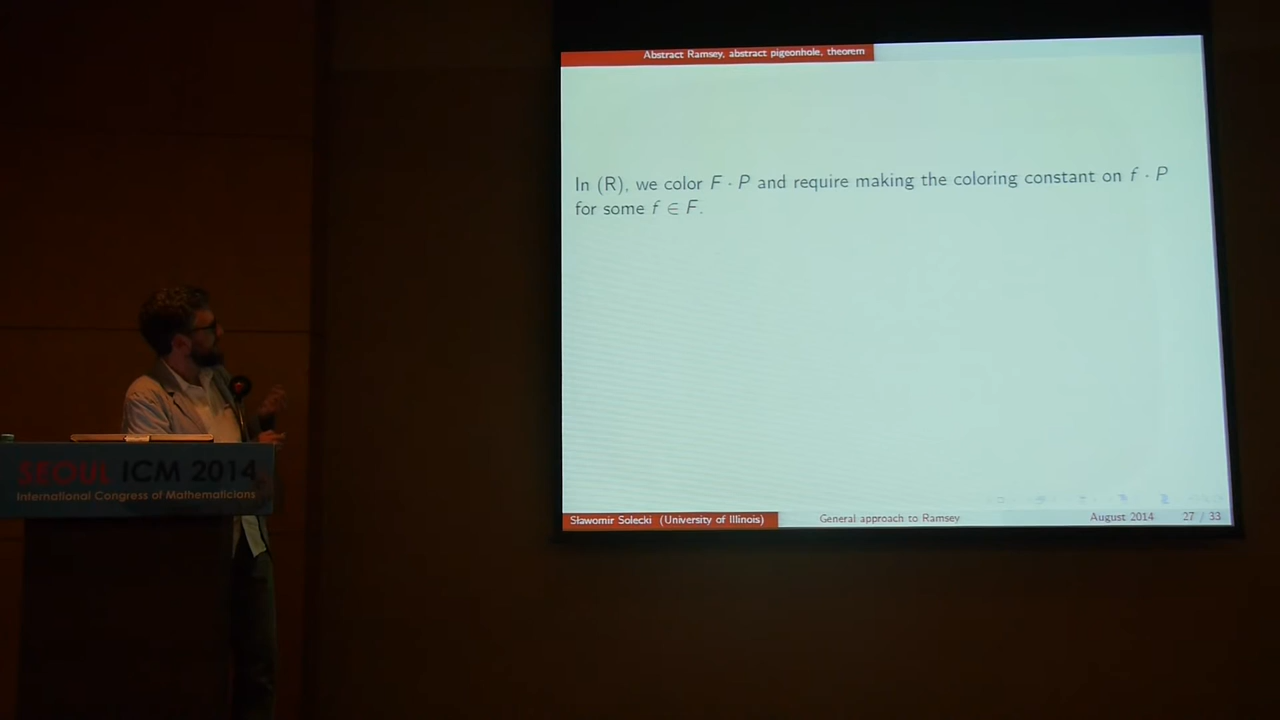 Abstract Ramsey, abstract pigeonhole, theorem
In (R), we color F · P and require making the coloring constant on f · P
for some f ∈ F.
Sławomir Solecki (University of Illinois) General approach to Ramsey August 2014 27 / 33
SEOUL ICM 2014
International Congress of Mathematicians